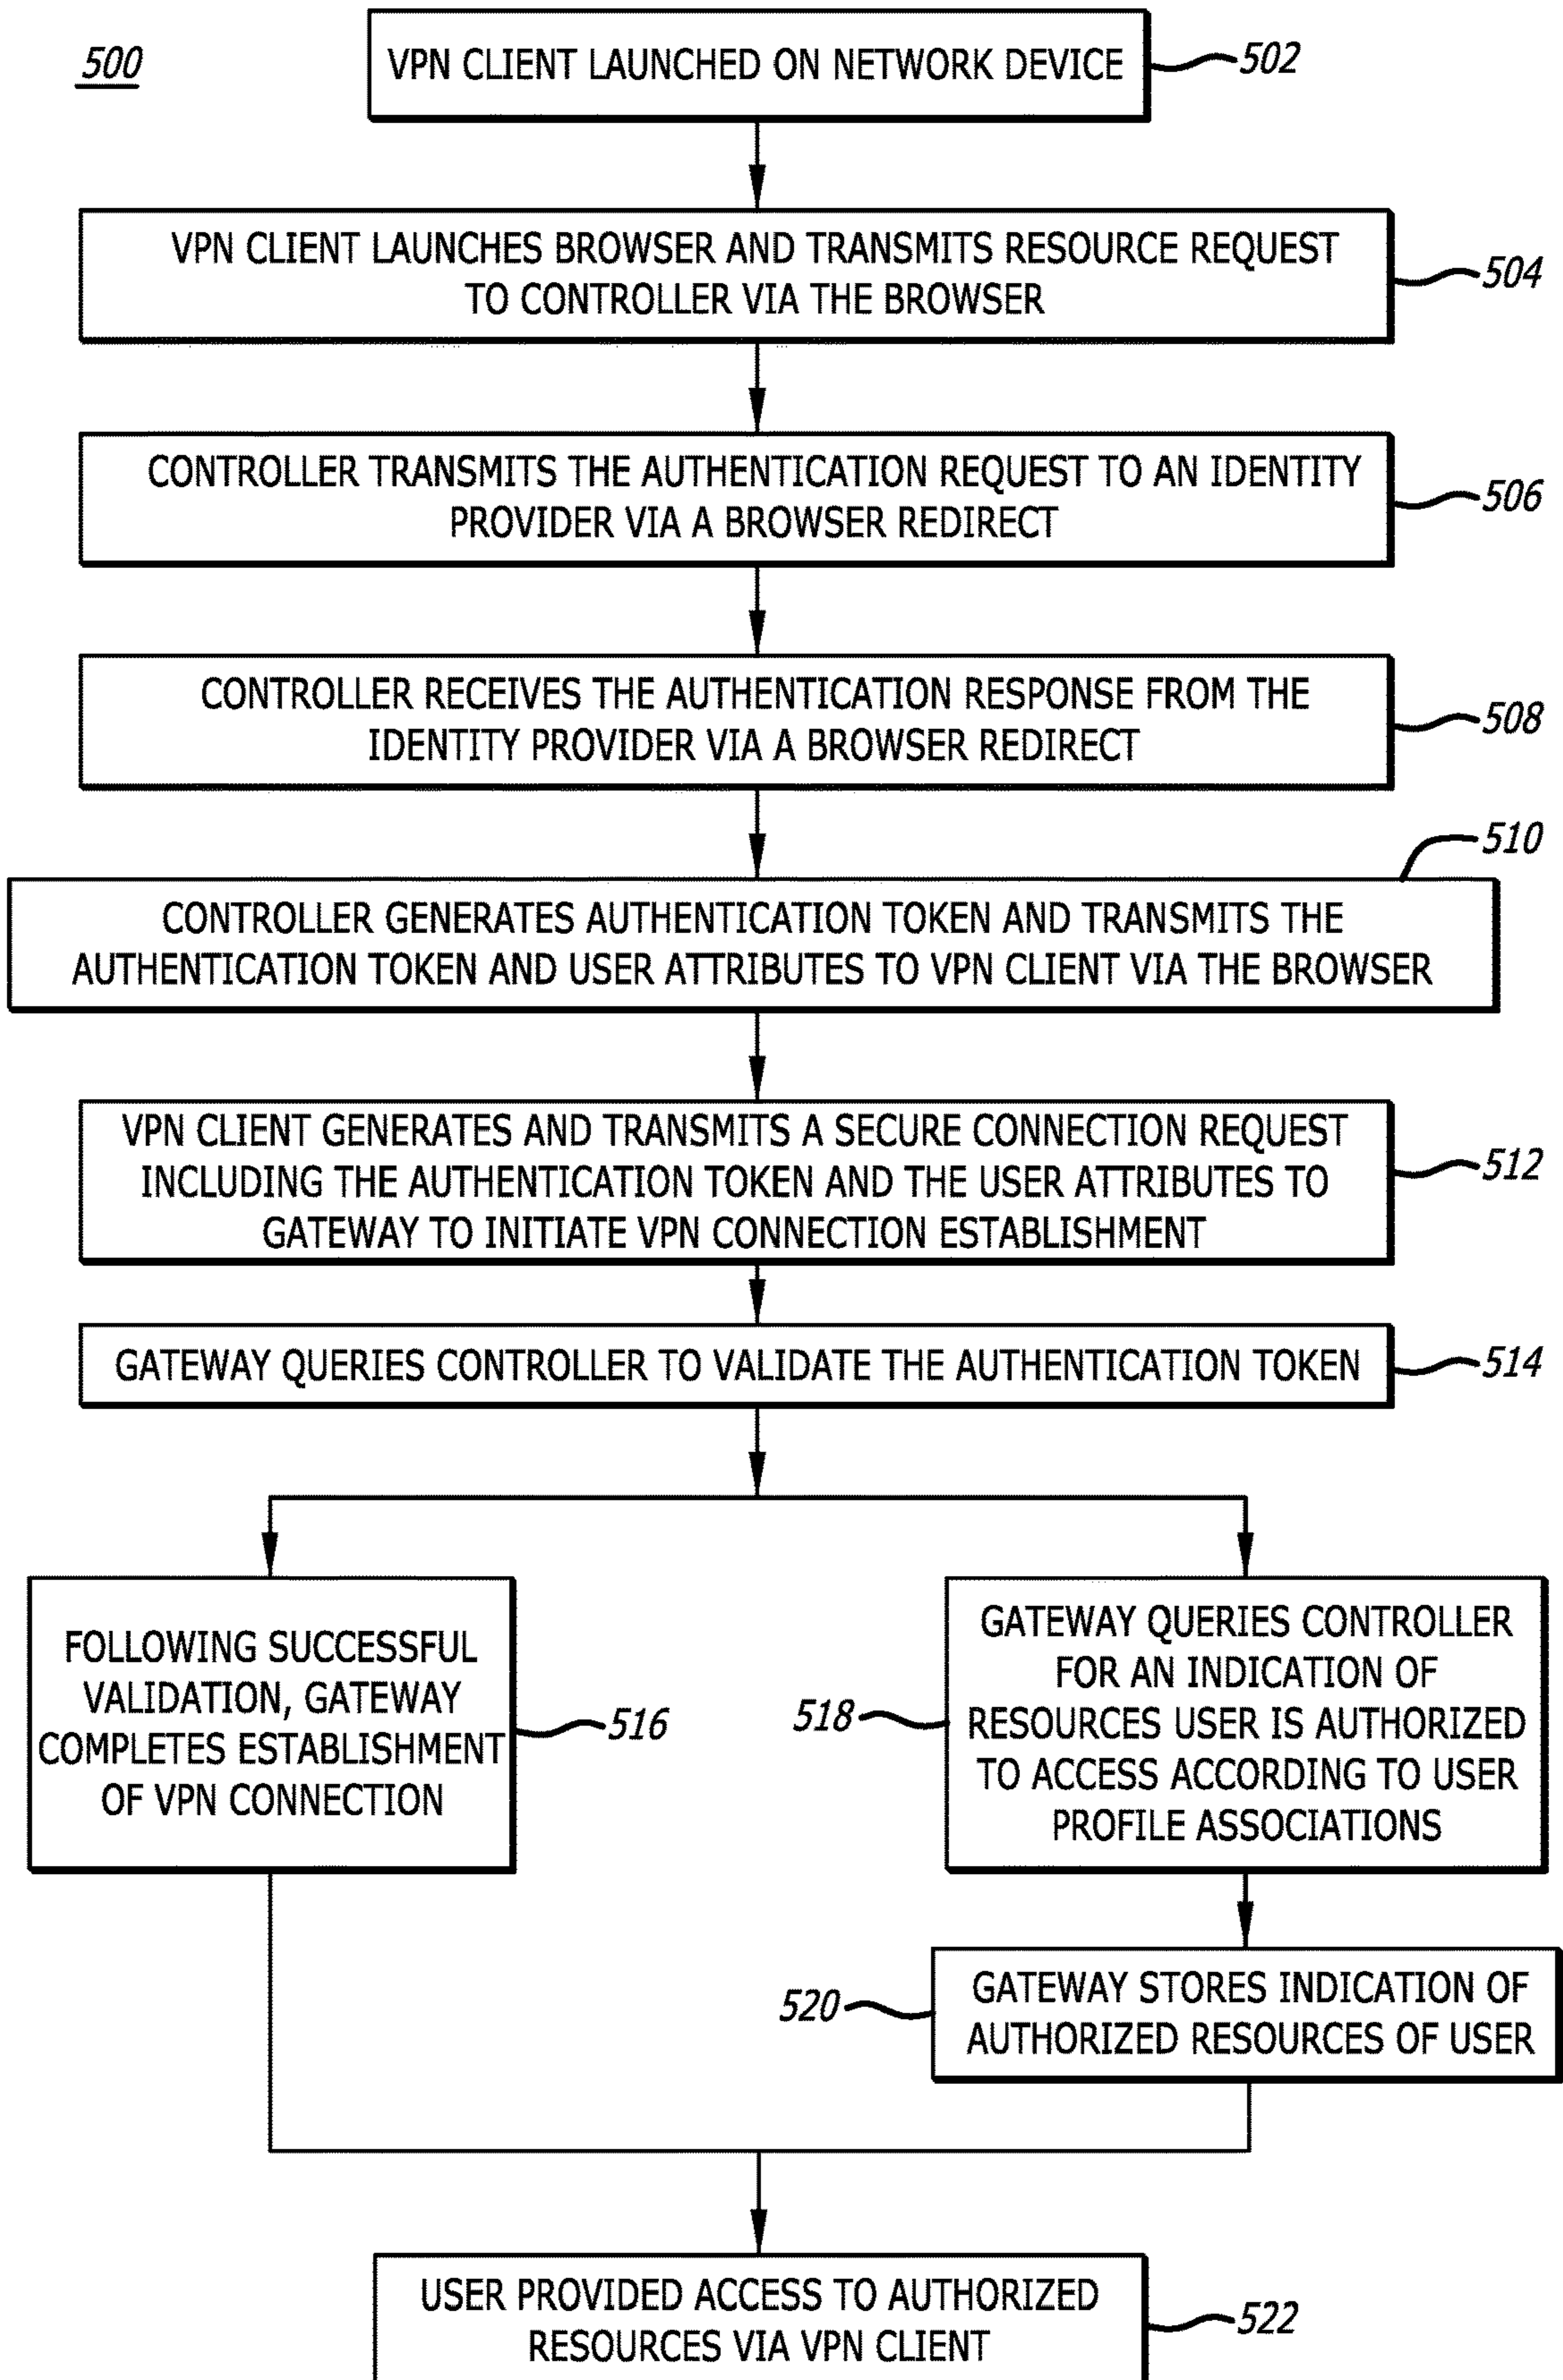 500
VPN CLIENT LAUNCHED ON NETWORK DEVICE
502
VPN CLIENT LAUNCHES BROWSER AND TRANSMITS RESOURCE REQUEST
TO CONTROLLER VIA THE BROWSER
504
CONTROLLER TRANSMITS THE AUTHENTICATION REQUEST TO AN IDENTITY
PROVIDER VIA A BROWSER REDIRECT
506
CONTROLLER RECEIVES THE AUTHENTICATION RESPONSE FROM THE
IDENTITY PROVIDER VIA A BROWSER REDIRECT
508
510
CONTROLLER GENERATES AUTHENTICATION TOKEN AND TRANSMITS THE
AUTHENTICATION TOKEN AND USER ATTRIBUTES TO VPN CLIENT VIA THE BROWSER
VPN CLIENT GENERATES AND TRANSMITS A SECURE CONNECTION REQUEST
INCLUDING THE AUTHENTICATION TOKEN AND THE USER ATTRIBUTES TO
GATEWAY TO INITIATE VPN CONNECTION ESTABLISHMENT
512
GATEWAY QUERIES CONTROLLER TO VALIDATE THE AUTHENTICATION TOKEN
514
FOLLOWING SUCCESSFUL
VALIDATION, GATEWAY
COMPLETES ESTABLISHMENT
OF VPN CONNECTION
516
518
GATEWAY QUERIES CONTROLLER
FOR AN INDICATION OF
RESOURCES USER IS AUTHORIZED
TO ACCESS ACCORDING TO USER
PROFILE ASSOCIATIONS
520
GATEWAY STORES INDICATION OF
AUTHORIZED RESOURCES OF USER
USER PROVIDED ACCESS TO AUTHORIZED
RESOURCES VIA VPN CLIENT
522